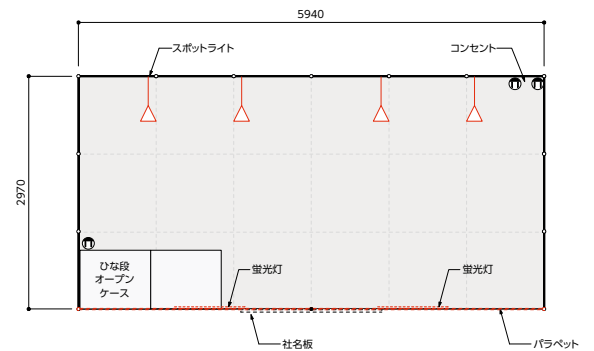 5940
スポットライト
コンセント
2970
ひな段
オープン
ケース
蛍光灯
蛍光灯
社名板
パラペット